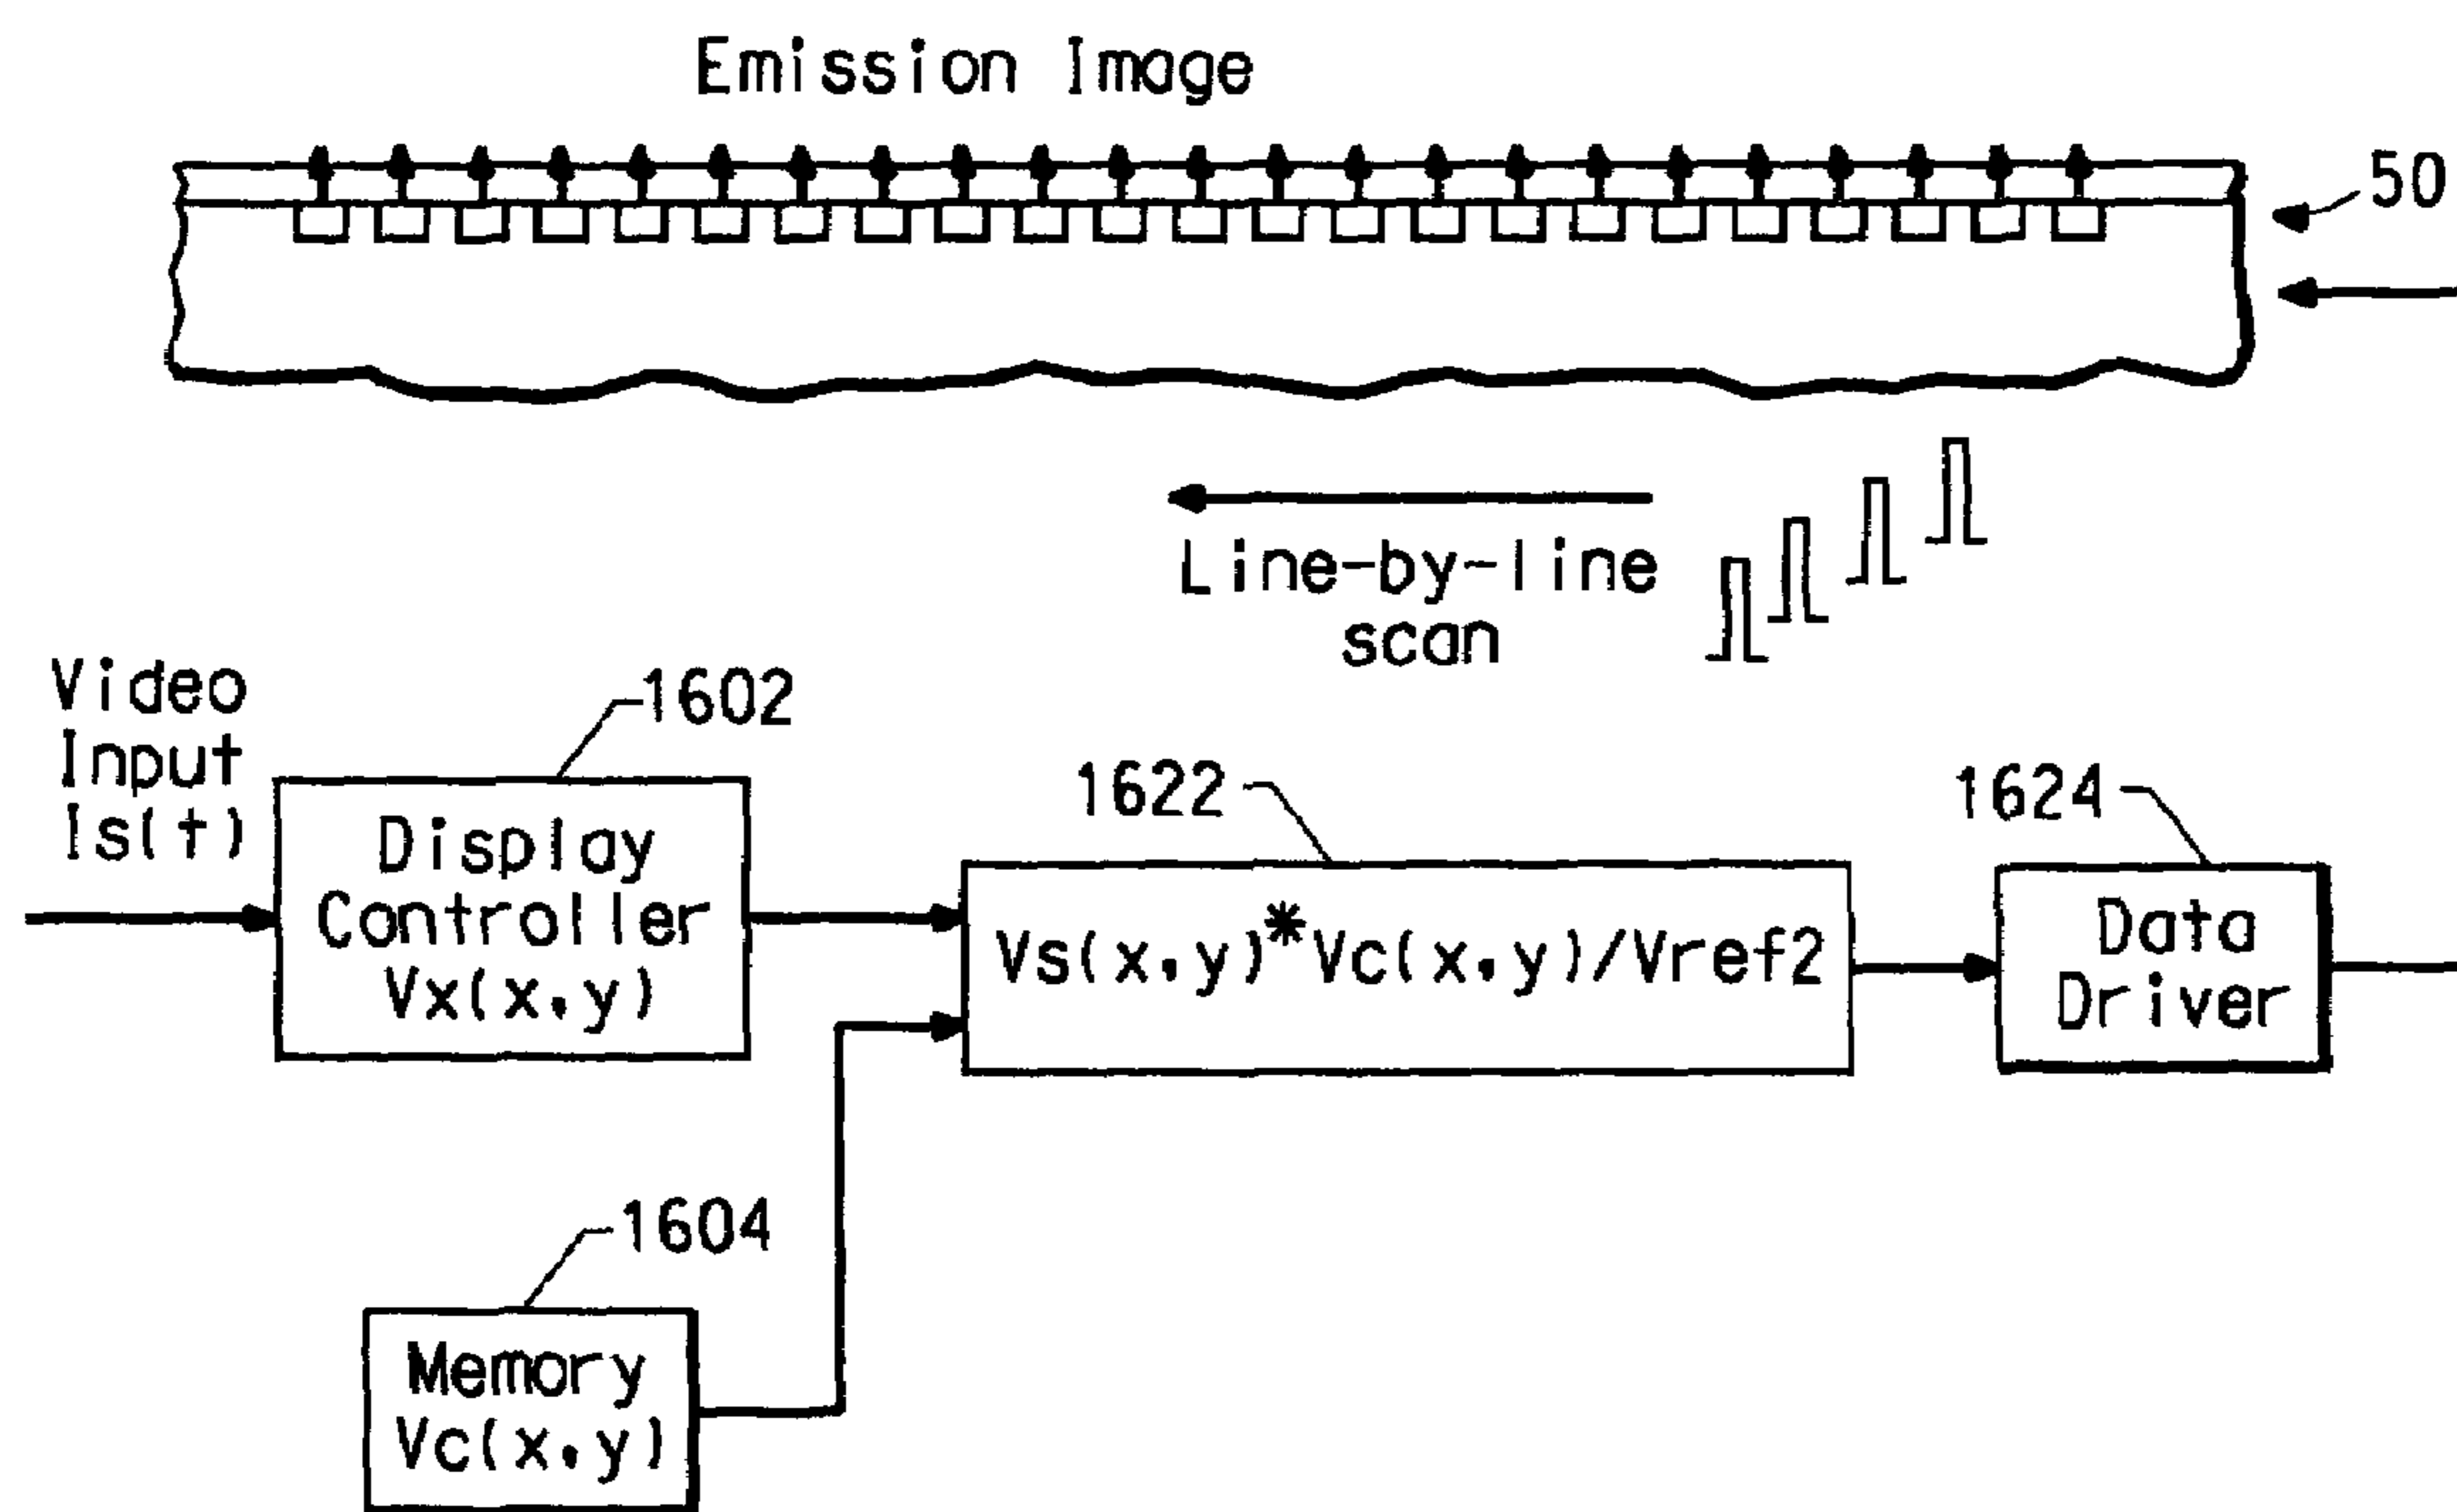 Emission Image
50
Line-by-line
scan
Video
Input
Is(t)
1602
Display
Controller
Vx(x,y)
1622
Vs(x,y)*Vc(x,y)/Vref2
1624
Data
Driver
1604
Memory
Vc(x,y)